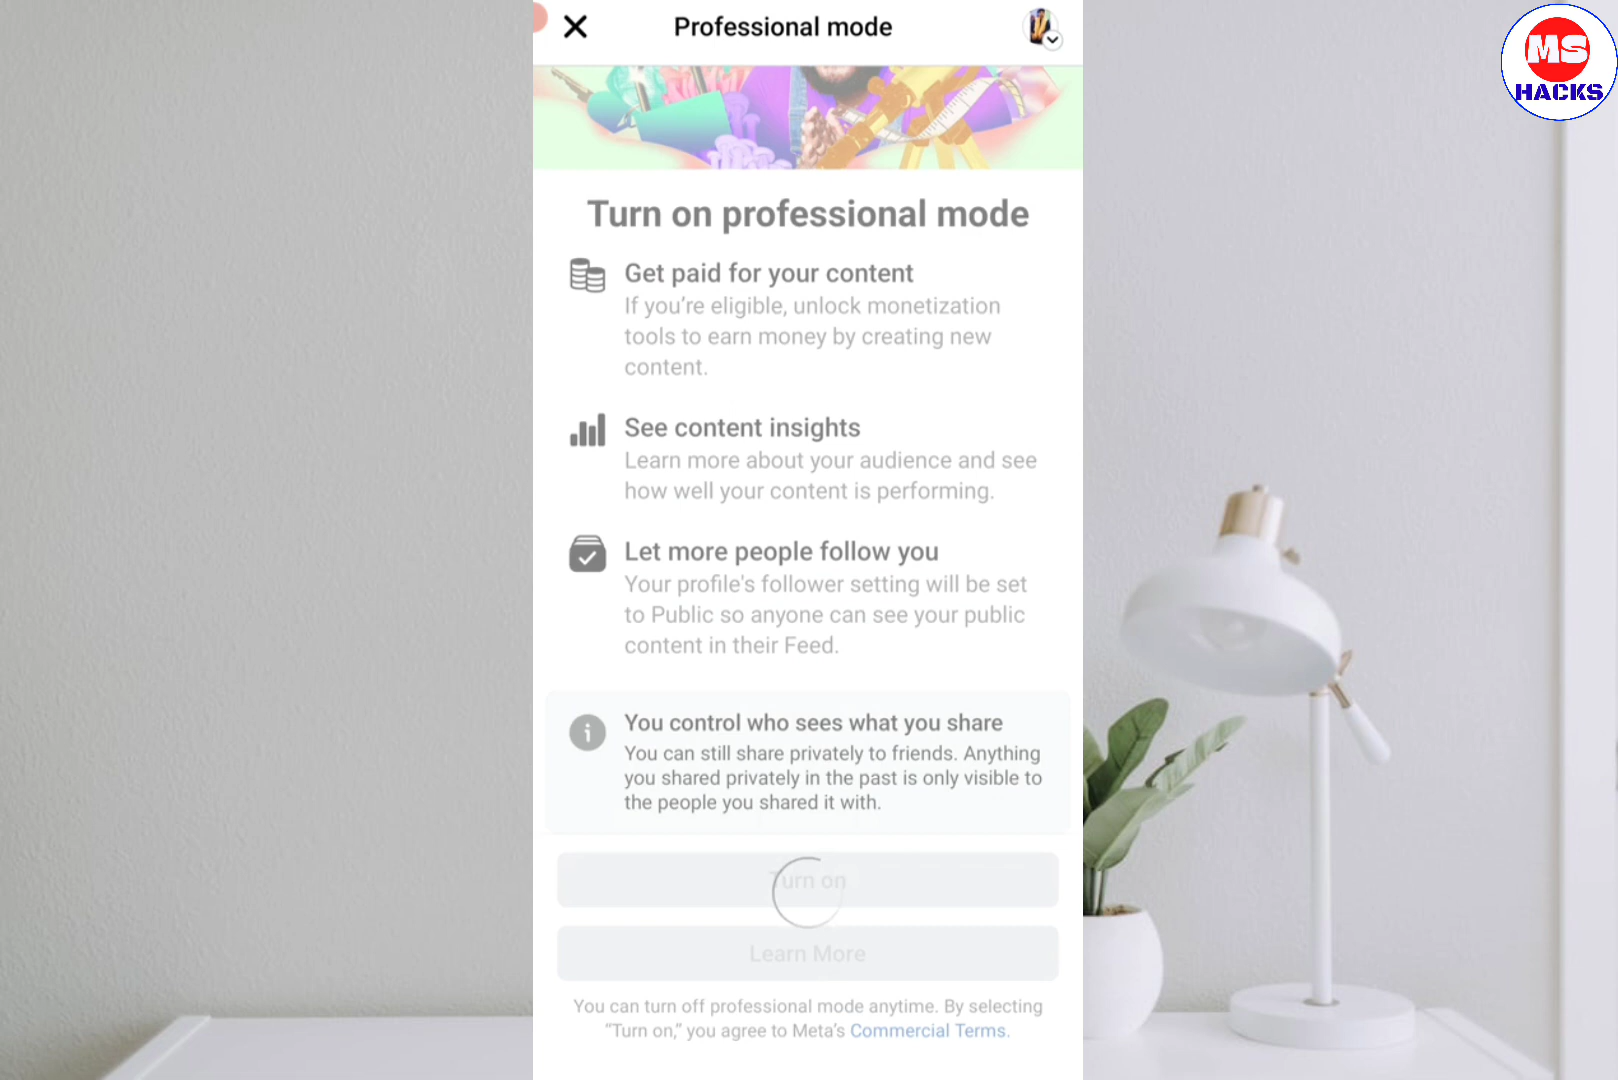 Professional mode
MS
HACKS
Turn on professional mode
Get paid for your content
If you’re eligible, unlock monetization
tools to earn money by creating new
content.
See content insights
Learn more about your audience and see
how well your content is performing.
Let more people follow you
Your profile's follower setting will be set
to Public so anyone can see your public
content in their Feed.
You control who sees what you share
You can still share privately to friends. Anything
you shared privately in the past is only visible to
the people you shared it with.
Turn on
Learn More
You can turn off professional mode anytime. By selecting
“Turn on,” you agree to Meta’s Commercial Terms.